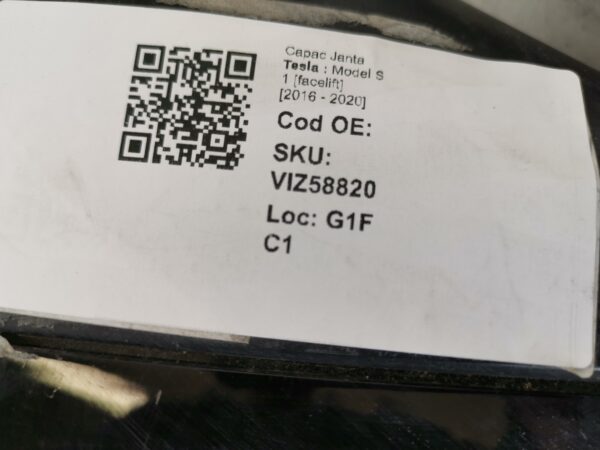 Capac Janta
Tesla : Model S
1 [facelift]
[2016 - 2020]
Cod OE:
SKU:
VIZ58820
Loc: G1F
C1